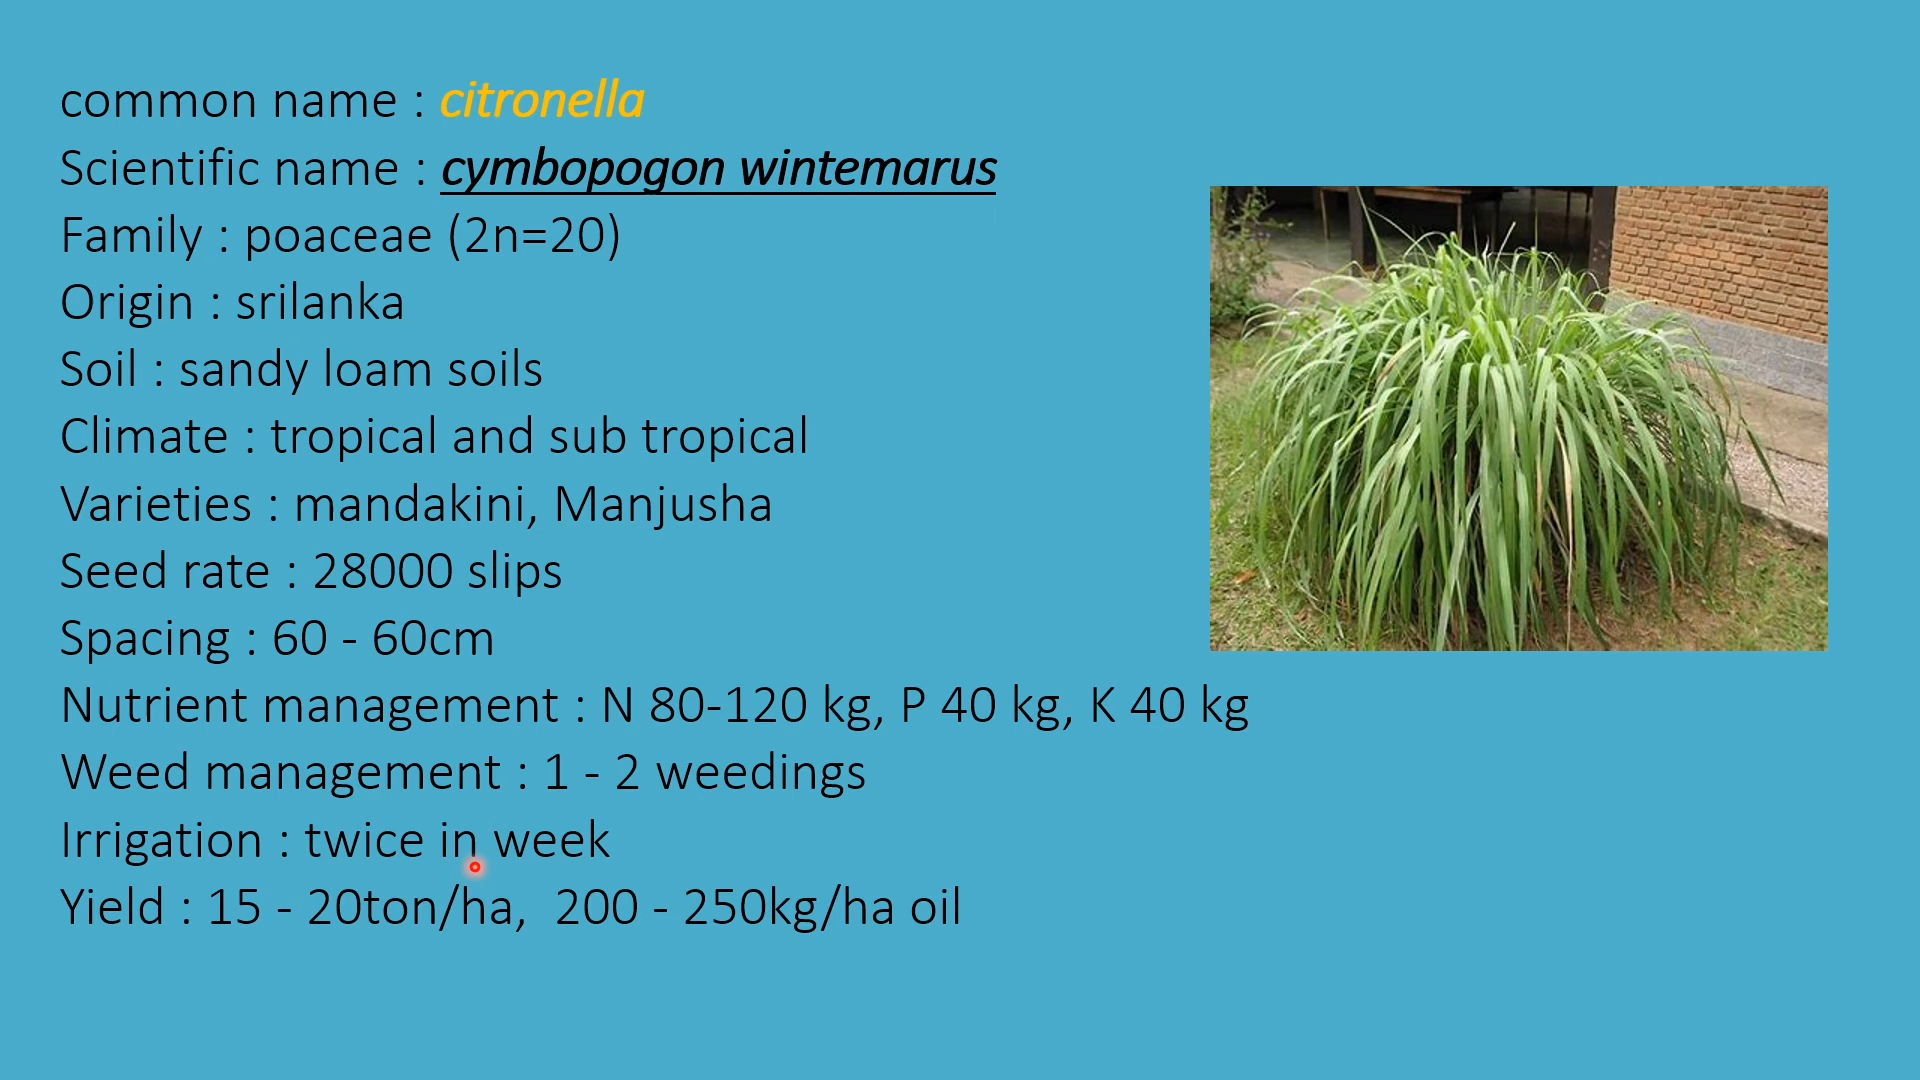 common name : citronella
Scientific name : cymbopogon wintemarus
Family : poaceae (2n=20)
Origin : srilanka
Soil : sandy loam soils
Climate : tropical and sub tropical
Varieties : mandakini, Manjusha
Seed rate : 28000 slips
Spacing : 60 - 60cm
Nutrient management : N 80-120 kg, P 40 kg, K 40 kg
Weed management : 1 - 2 weedings
Irrigation : twice in week
Yield : 15 - 20ton/ha,  200 - 250kg/ha oil